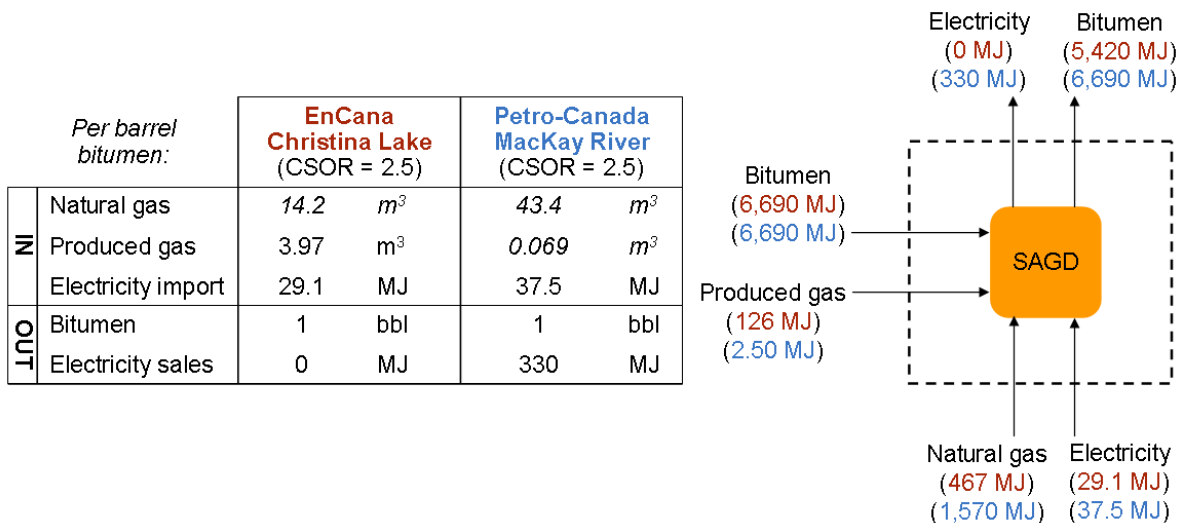 Per barrel
bitumen:
EnCana
Christina Lake
(CSOR = 2.5)
Petro-Canada
MacKay River
(CSOR = 2.5)
IN
Natural gas 14.2 m³ 43.4 m³
Produced gas 3.97 m³ 0.069 m³
Electricity import 29.1 MJ 37.5 MJ
OUT
Bitumen 1 bbl 1 bbl
Electricity sales 0 MJ 330 MJ
Electricity
(0 MJ)
(330 MJ)
Bitumen
(5,420 MJ)
(6,690 MJ)
Bitumen
(6,690 MJ)
(6,690 MJ)
SAGD
Produced gas
(126 MJ)
(2.50 MJ)
Natural gas
(467 MJ)
(1,570 MJ)
Electricity
(29.1 MJ)
(37.5 MJ)